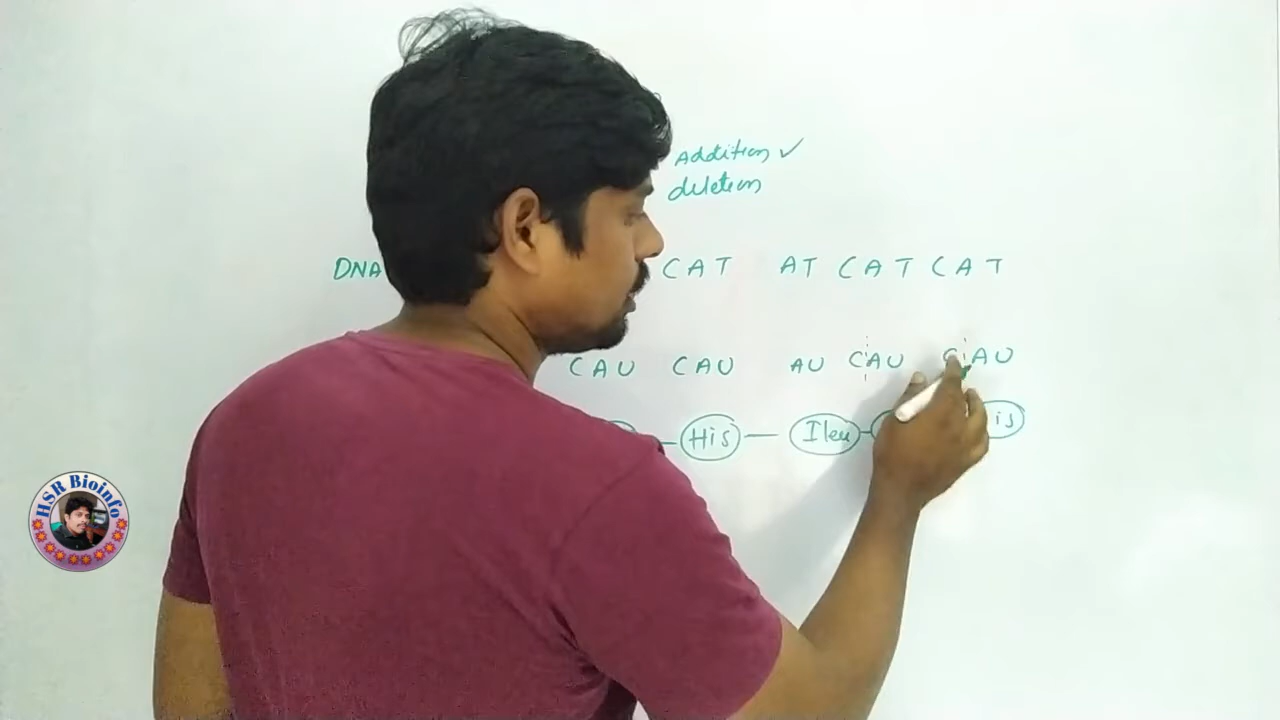 Addition ✓
deletion
DNA CAT AT CAT CAT
CAU CAU AU CAU CAU
His — Ileu
HSR Bioinfo